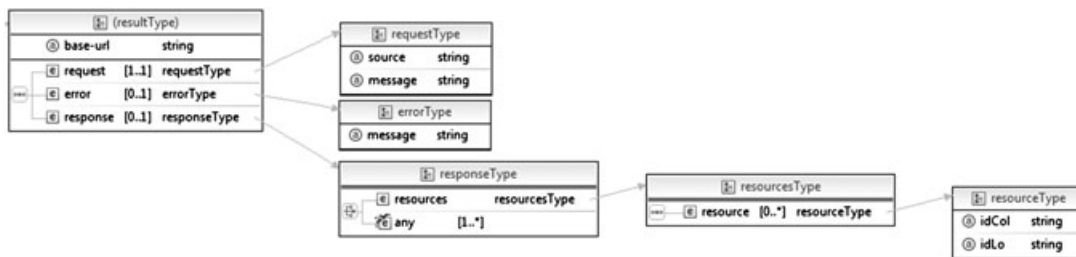 (resultType)
base-url string
request [1..1] requestType
error [0..1] errorType
response [0..1] responseType
requestType
source string
message string
errorType
message string
responseType
resources resourcesType
any [1..*]
resourcesType
resource [0..*] resourceType
resourceType
idCol string
idLo string